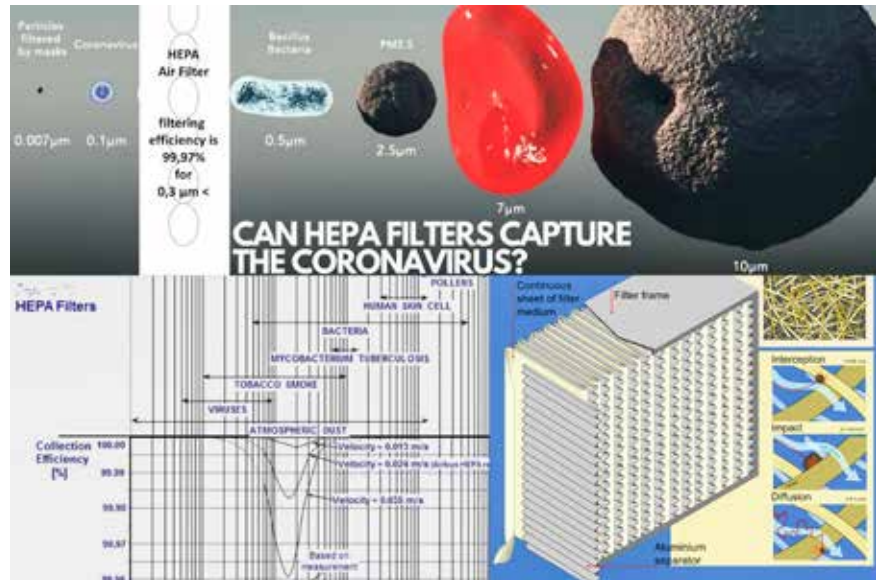 Particles
filtered
by masks
Coronavirus
HEPA
Air Filter
filtering
efficiency is
99,97%
for
0,3 µm <
Bacillus
Bacteria
PM2.5
0.007µm
0.1µm
0.5µm
2.5µm
7µm
10µm
CAN HEPA FILTERS CAPTURE
THE CORONAVIRUS?
HEPA Filters
POLLERS
HUMAN SKIN CELL
BACTERIA
MYCOBACTERIUM TUBERCULOSIS
TOBACCO SMOKE
VIRUSES
ATMOSPHERIC DUST
Collection
Efficiency
[%]
100.00
99.99
99.98
99.97
Velocity = 0.013 m/s
Velocity = 0.026 m/s
Velocity = 0.035 m/s
Based on
measurement
Continuous
sheet of filter
medium
Filter frame
Interception
Impact
Diffusion
Aluminium
separator